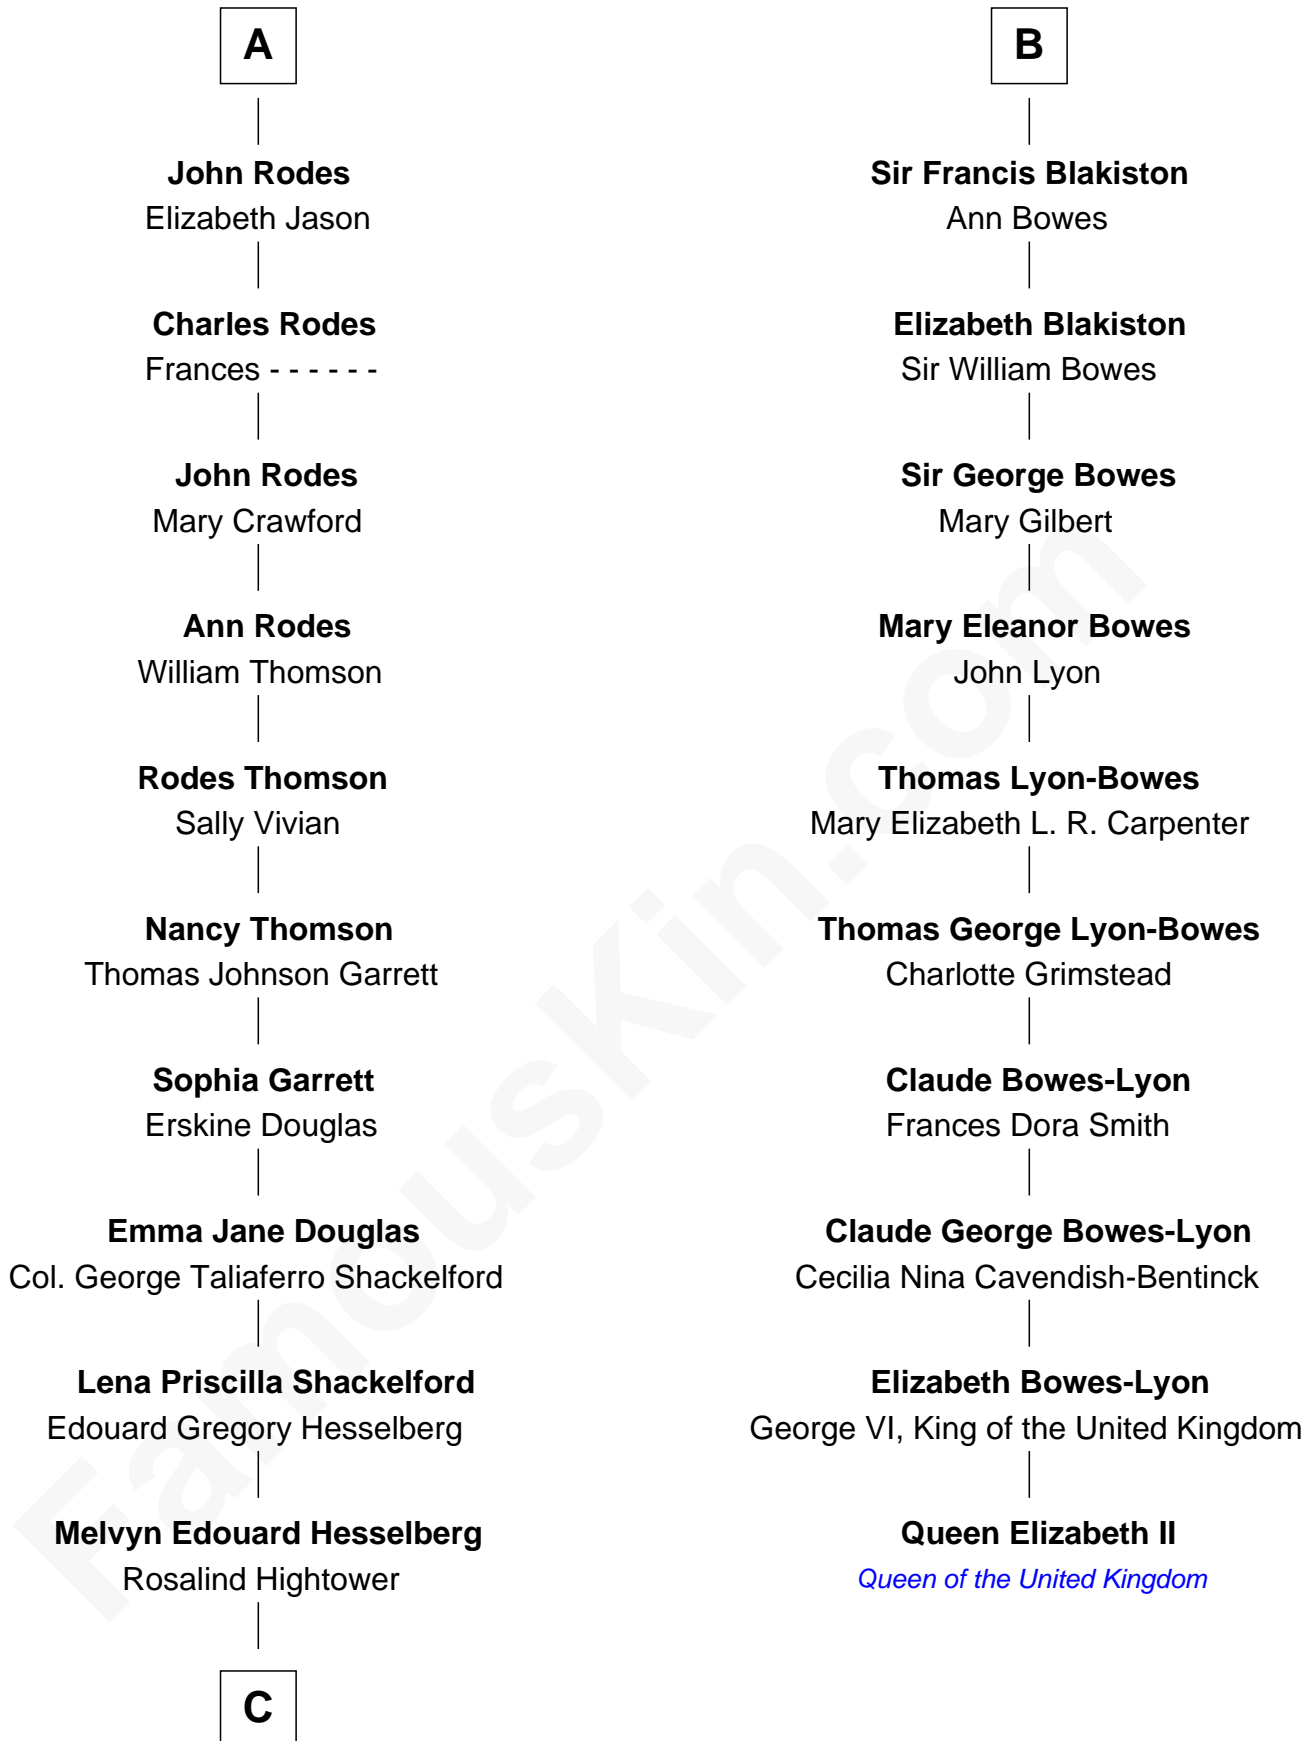 A
John Rodes
Elizabeth Jason
Charles Rodes
Frances - - - - - -
John Rodes
Mary Crawford
Ann Rodes
William Thomson
Rodes Thomson
Sally Vivian
Nancy Thomson
Thomas Johnson Garrett
Sophia Garrett
Erskine Douglas
Emma Jane Douglas
Col. George Taliaferro Shackelford
Lena Priscilla Shackelford
Edouard Gregory Hesselberg
Melvyn Edouard Hesselberg
Rosalind Hightower
C
B
Sir Francis Blakiston
Ann Bowes
Elizabeth Blakiston
Sir William Bowes
Sir George Bowes
Mary Gilbert
Mary Eleanor Bowes
John Lyon
Thomas Lyon-Bowes
Mary Elizabeth L. R. Carpenter
Thomas George Lyon-Bowes
Charlotte Grimstead
Claude Bowes-Lyon
Frances Dora Smith
Claude George Bowes-Lyon
Cecilia Nina Cavendish-Bentinck
Elizabeth Bowes-Lyon
George VI, King of the United Kingdom
Queen Elizabeth II
Queen of the United Kingdom
FamousKin.com